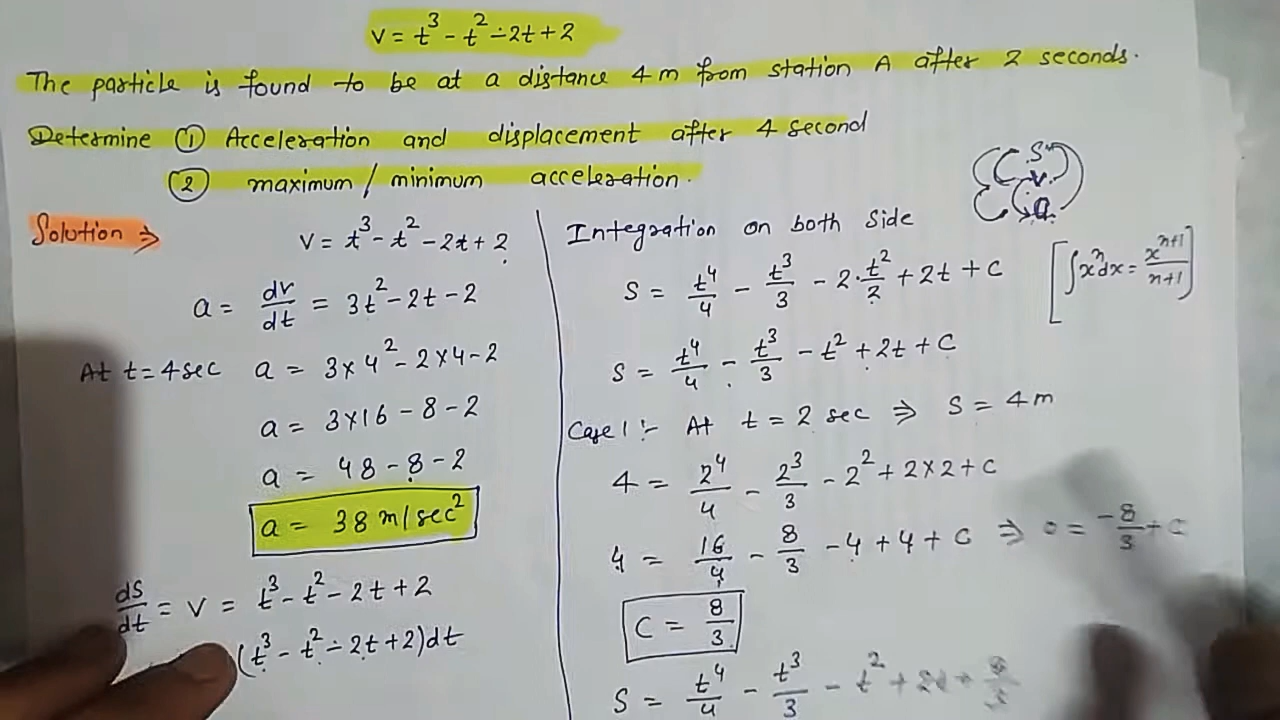 v = t³ - t² - 2t + 2
The particle is found to be at a distance 4 m from station A after 2 seconds.
Determine ① Acceleration and displacement after 4 second
② maximum / minimum acceleration.
Solution ⇒
v = t³ - t² - 2t + 2
a = dv/dt = 3t² - 2t - 2
At t = 4 sec a = 3×4² - 2×4 - 2
a = 3×16 - 8 - 2
a = 48 - 8 - 2
a = 38 m/sec²
ds/dt = v = t³ - t² - 2t + 2
(t³ - t² - 2t + 2)dt
Integration on both side
S = t⁴/4 - t³/3 - 2·t²/2 + 2t + C
S = t⁴/4 - t³/3 - t² + 2t + C
Case 1 :- At t = 2 sec ⇒ S = 4 m
4 = 2⁴/4 - 2³/3 - 2² + 2×2 + C
4 = 16/4 - 8/3 - 4 + 4 + C ⇒ 0 = -8/3 + C
C = 8/3
S = t⁴/4 - t³/3 - t² + 2t + 8/3
S
v
a
[∫xⁿdx = xⁿ⁺¹/n+1]